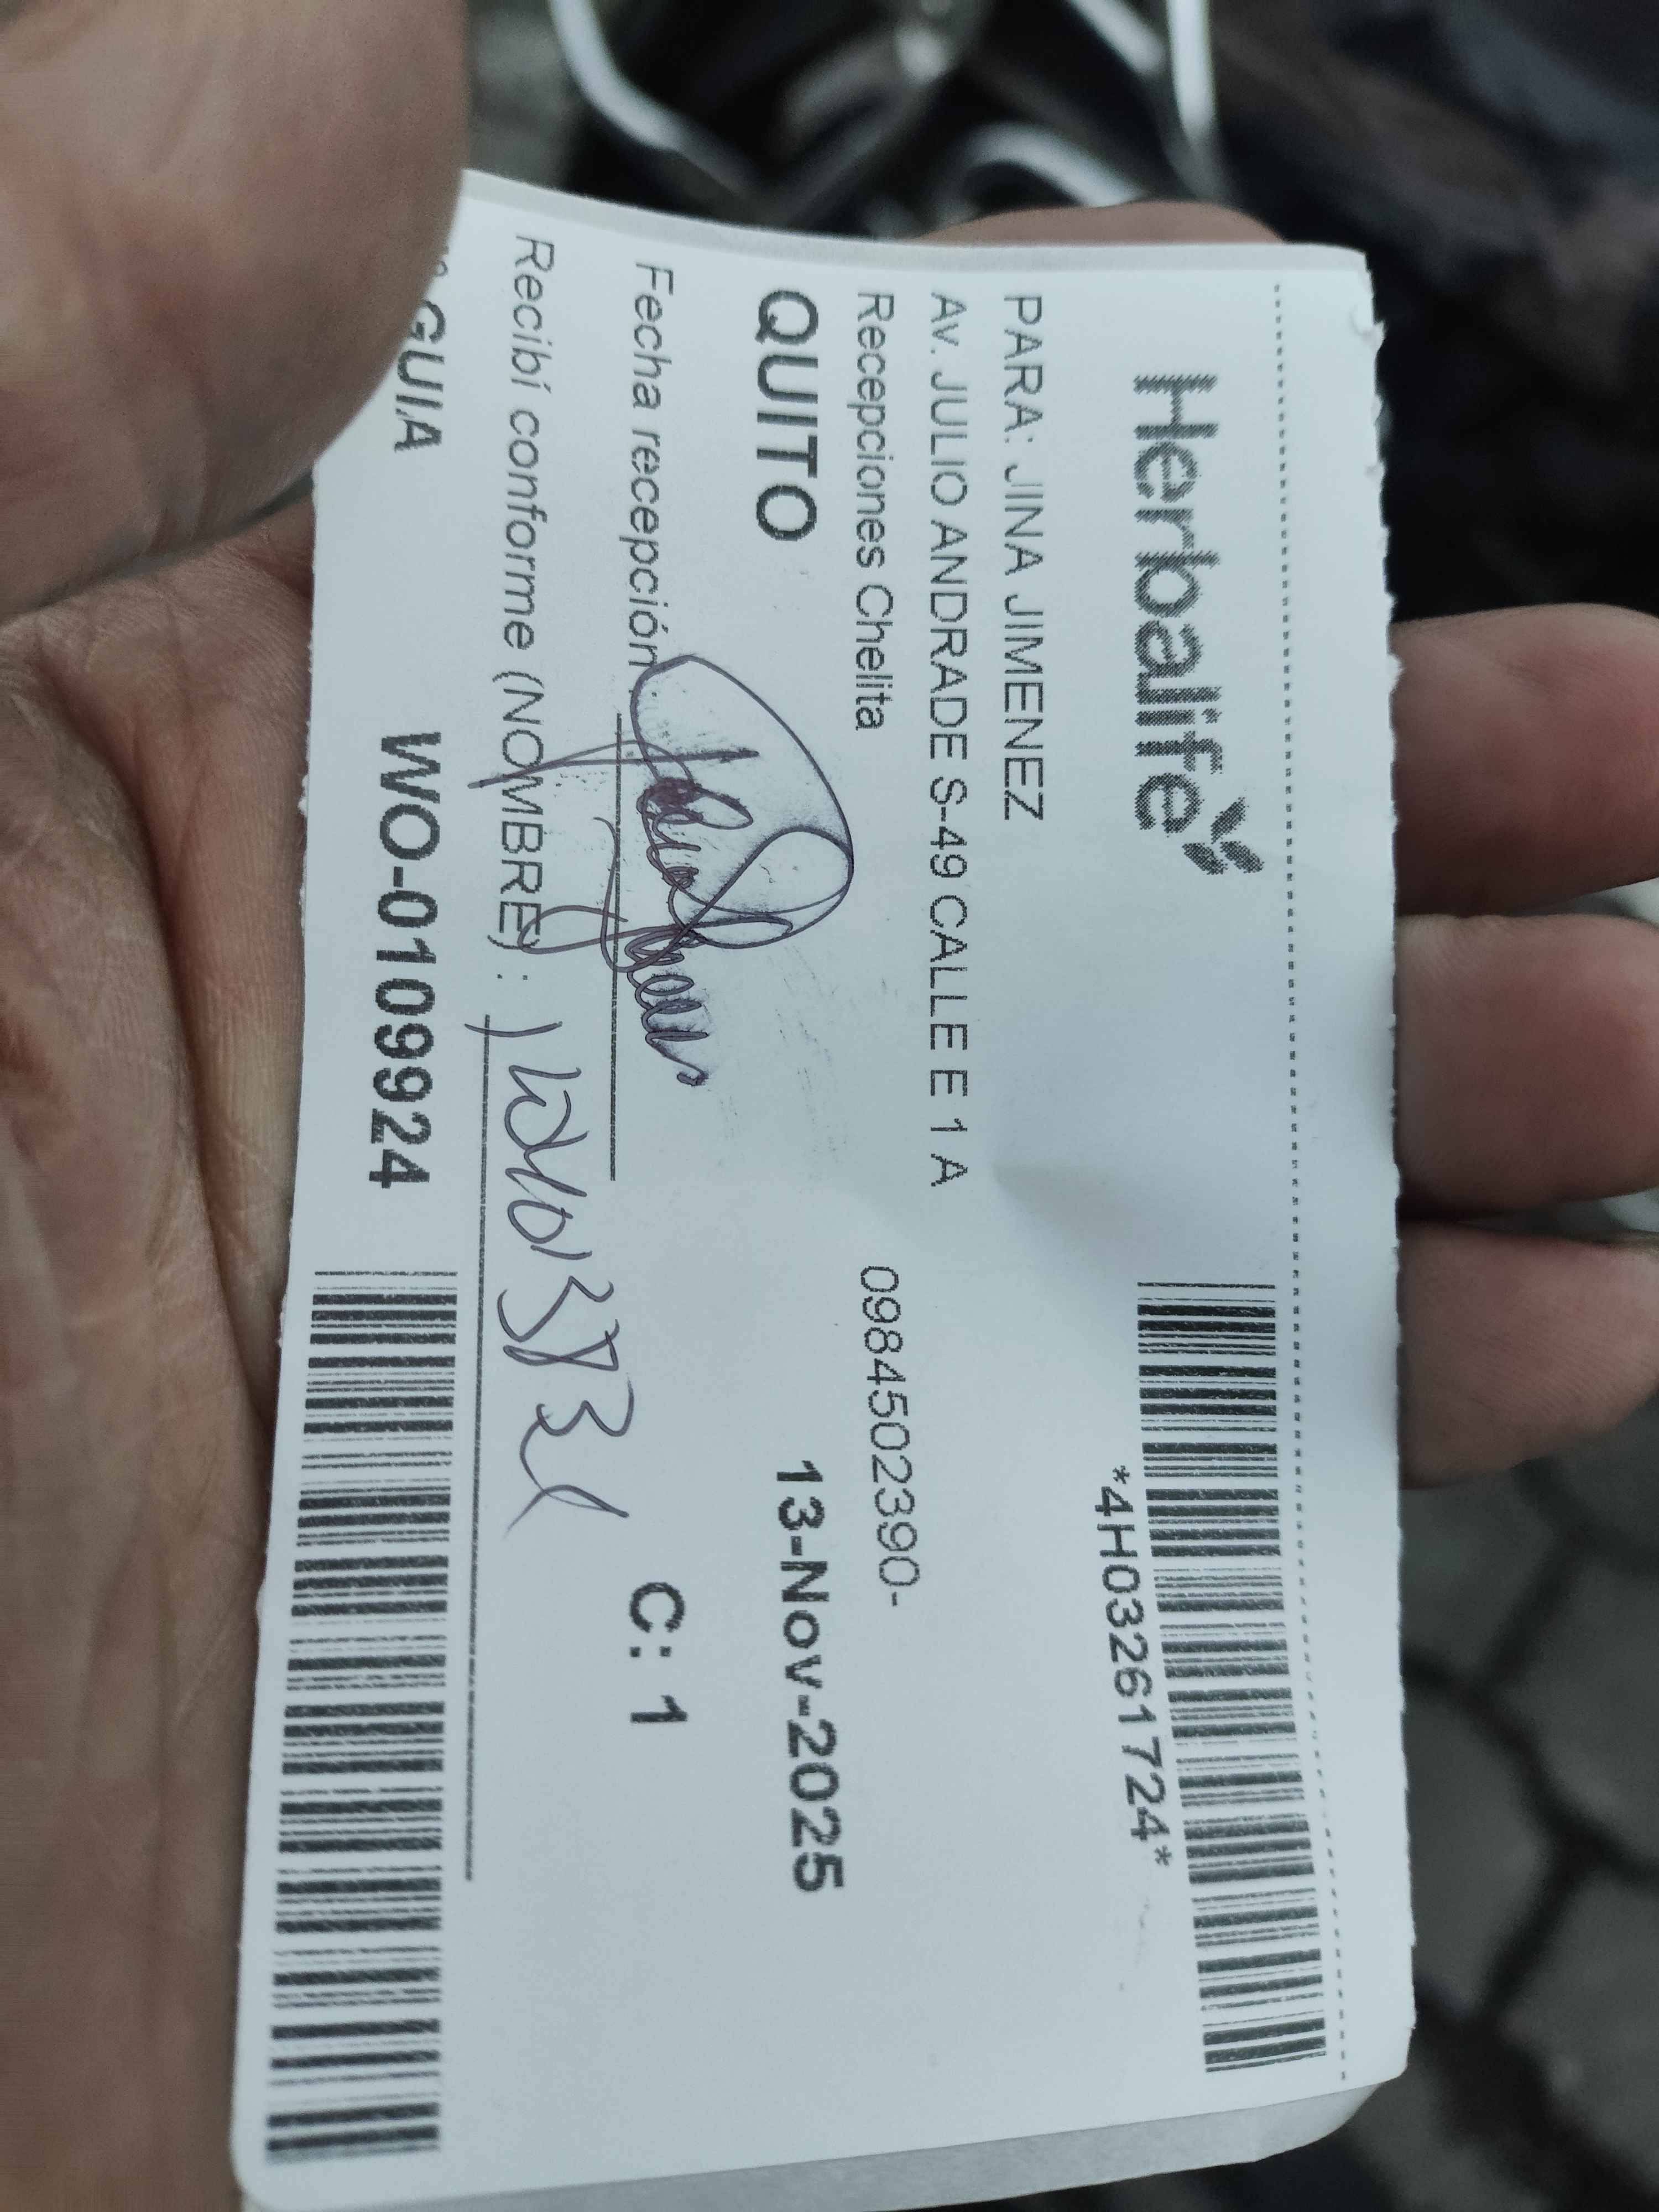 Herbalife
*4H03261724*
PARA: JINA JIMENEZ
Av. JULIO ANDRADE S-49 CALLE E 1 A
Recepciones Chelita
0984502390-
QUITO
13-Nov-2025
Fecha recepción:
C: 1
Recibí conforme (NOMBRE) :
GUIA
WO-0109924